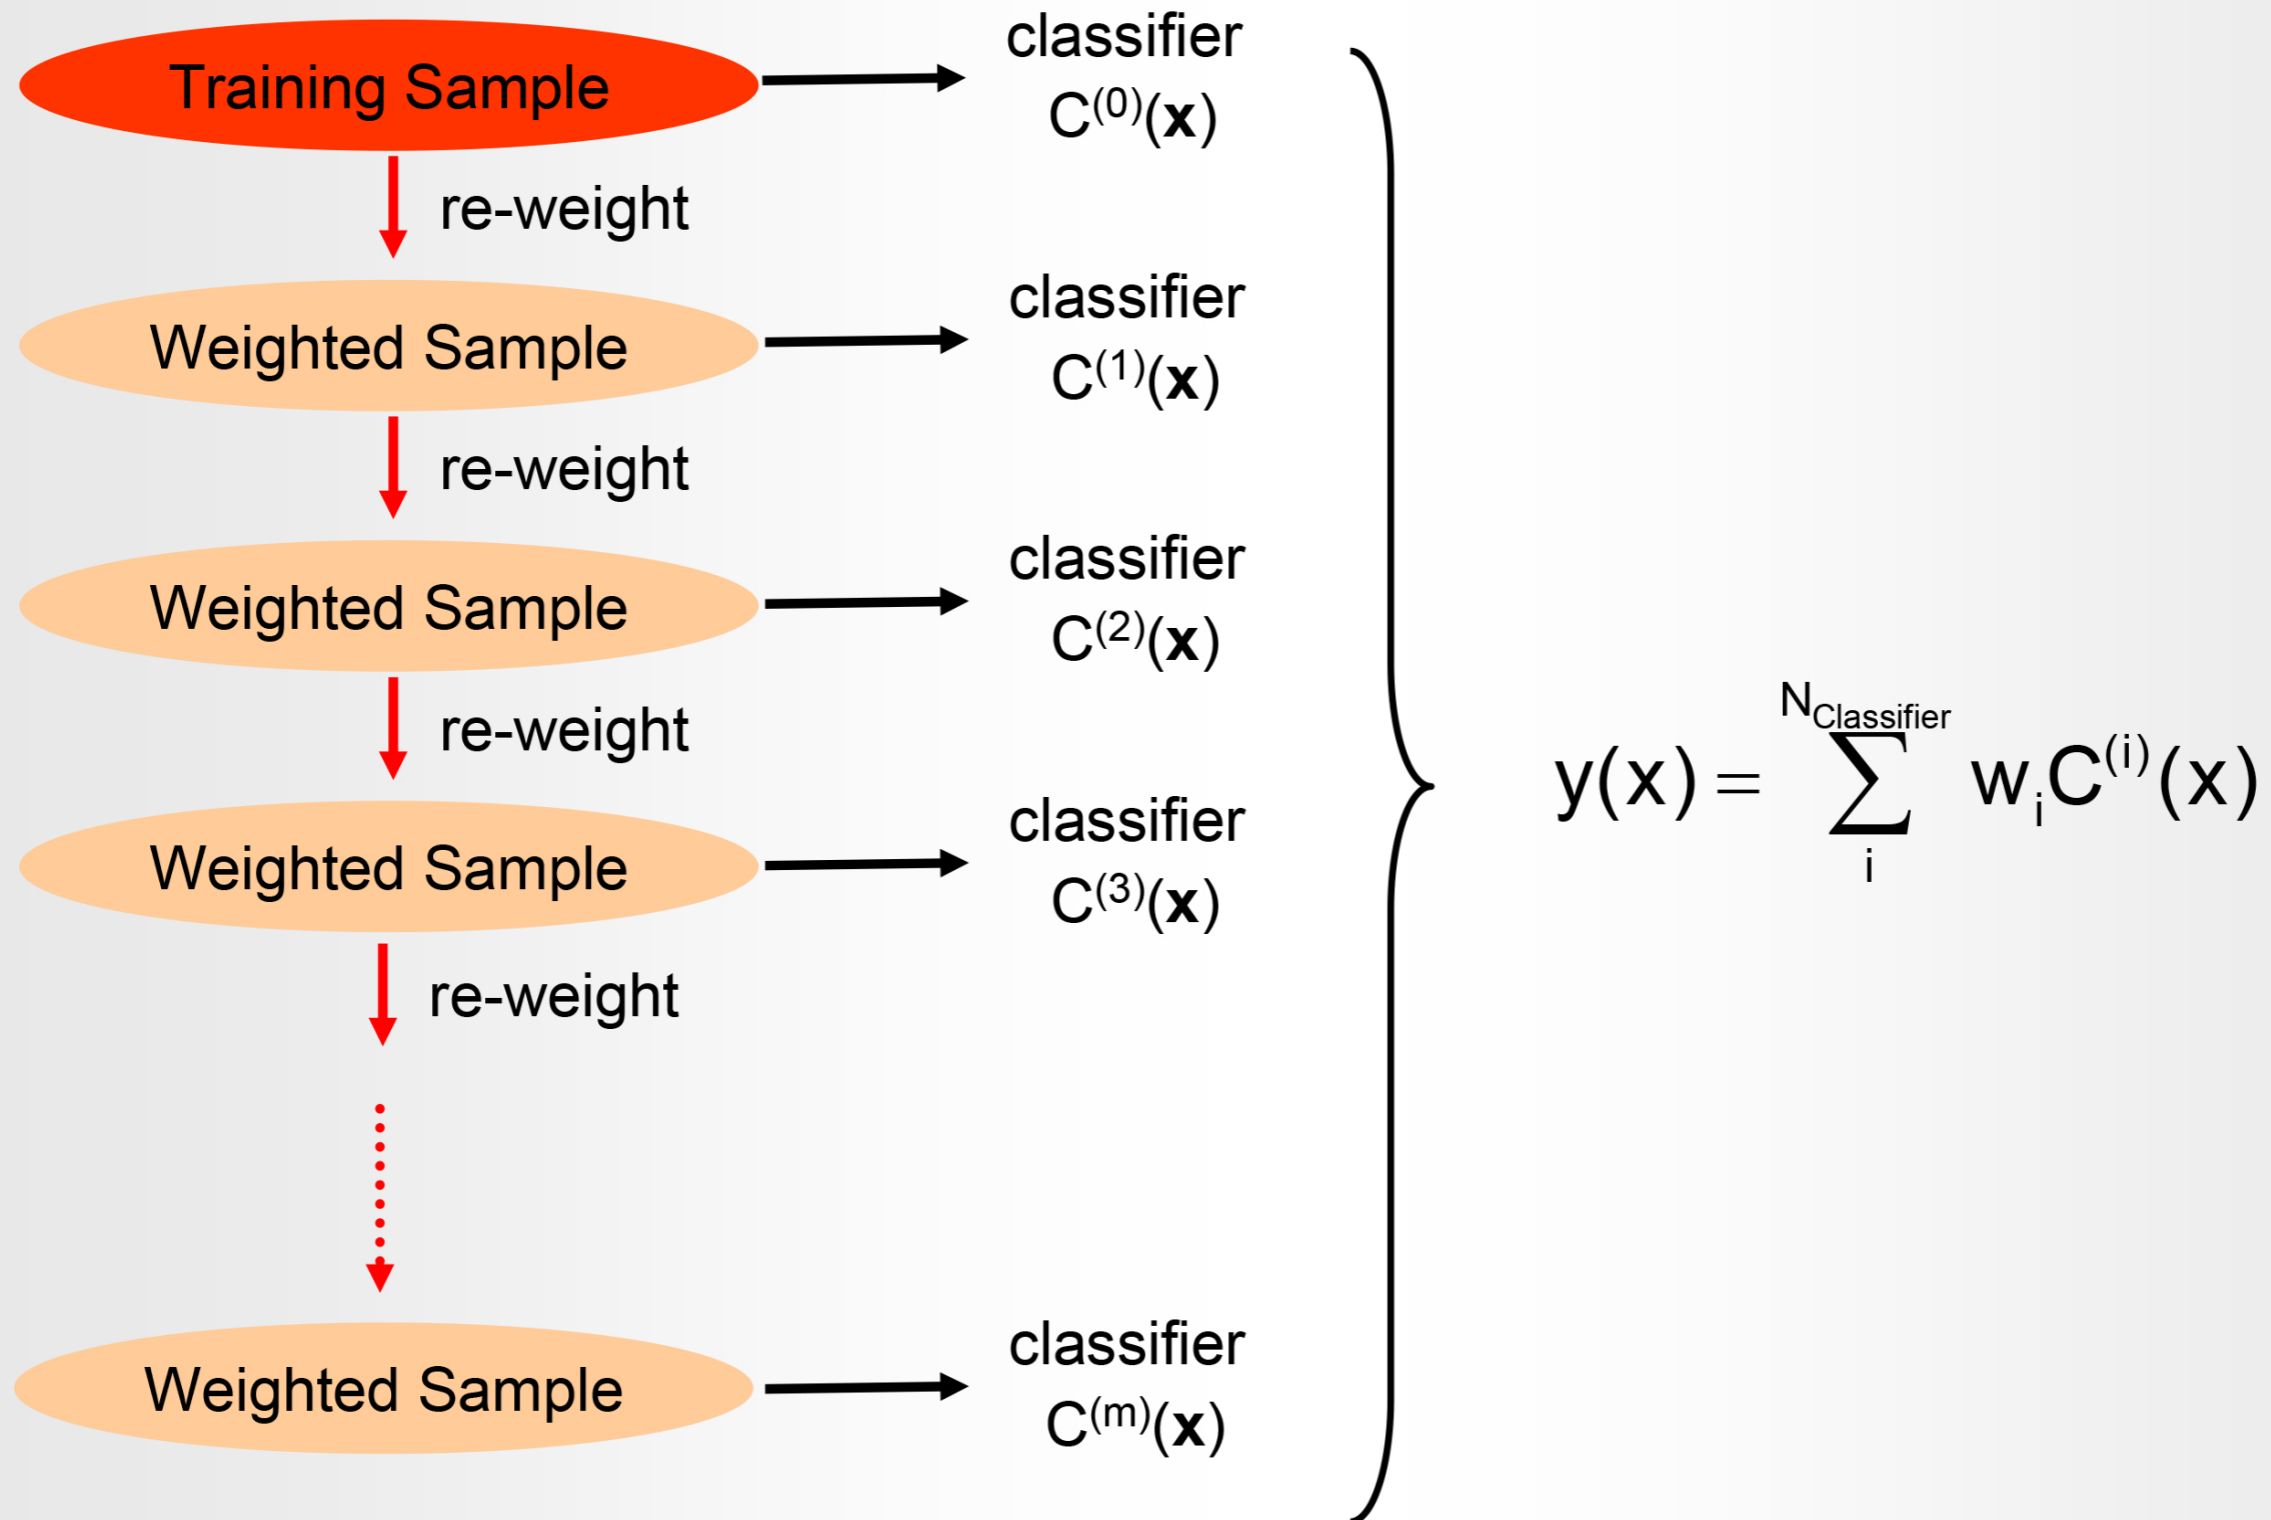 Training Sample
classifier
C⁽⁰⁾(x)
re-weight
Weighted Sample
classifier
C⁽¹⁾(x)
re-weight
Weighted Sample
classifier
C⁽²⁾(x)
re-weight
Weighted Sample
classifier
C⁽³⁾(x)
re-weight
Weighted Sample
classifier
C⁽ᵐ⁾(x)
y(x) = ∑ᵢ^(N_Classifier) wᵢC⁽ⁱ⁾(x)